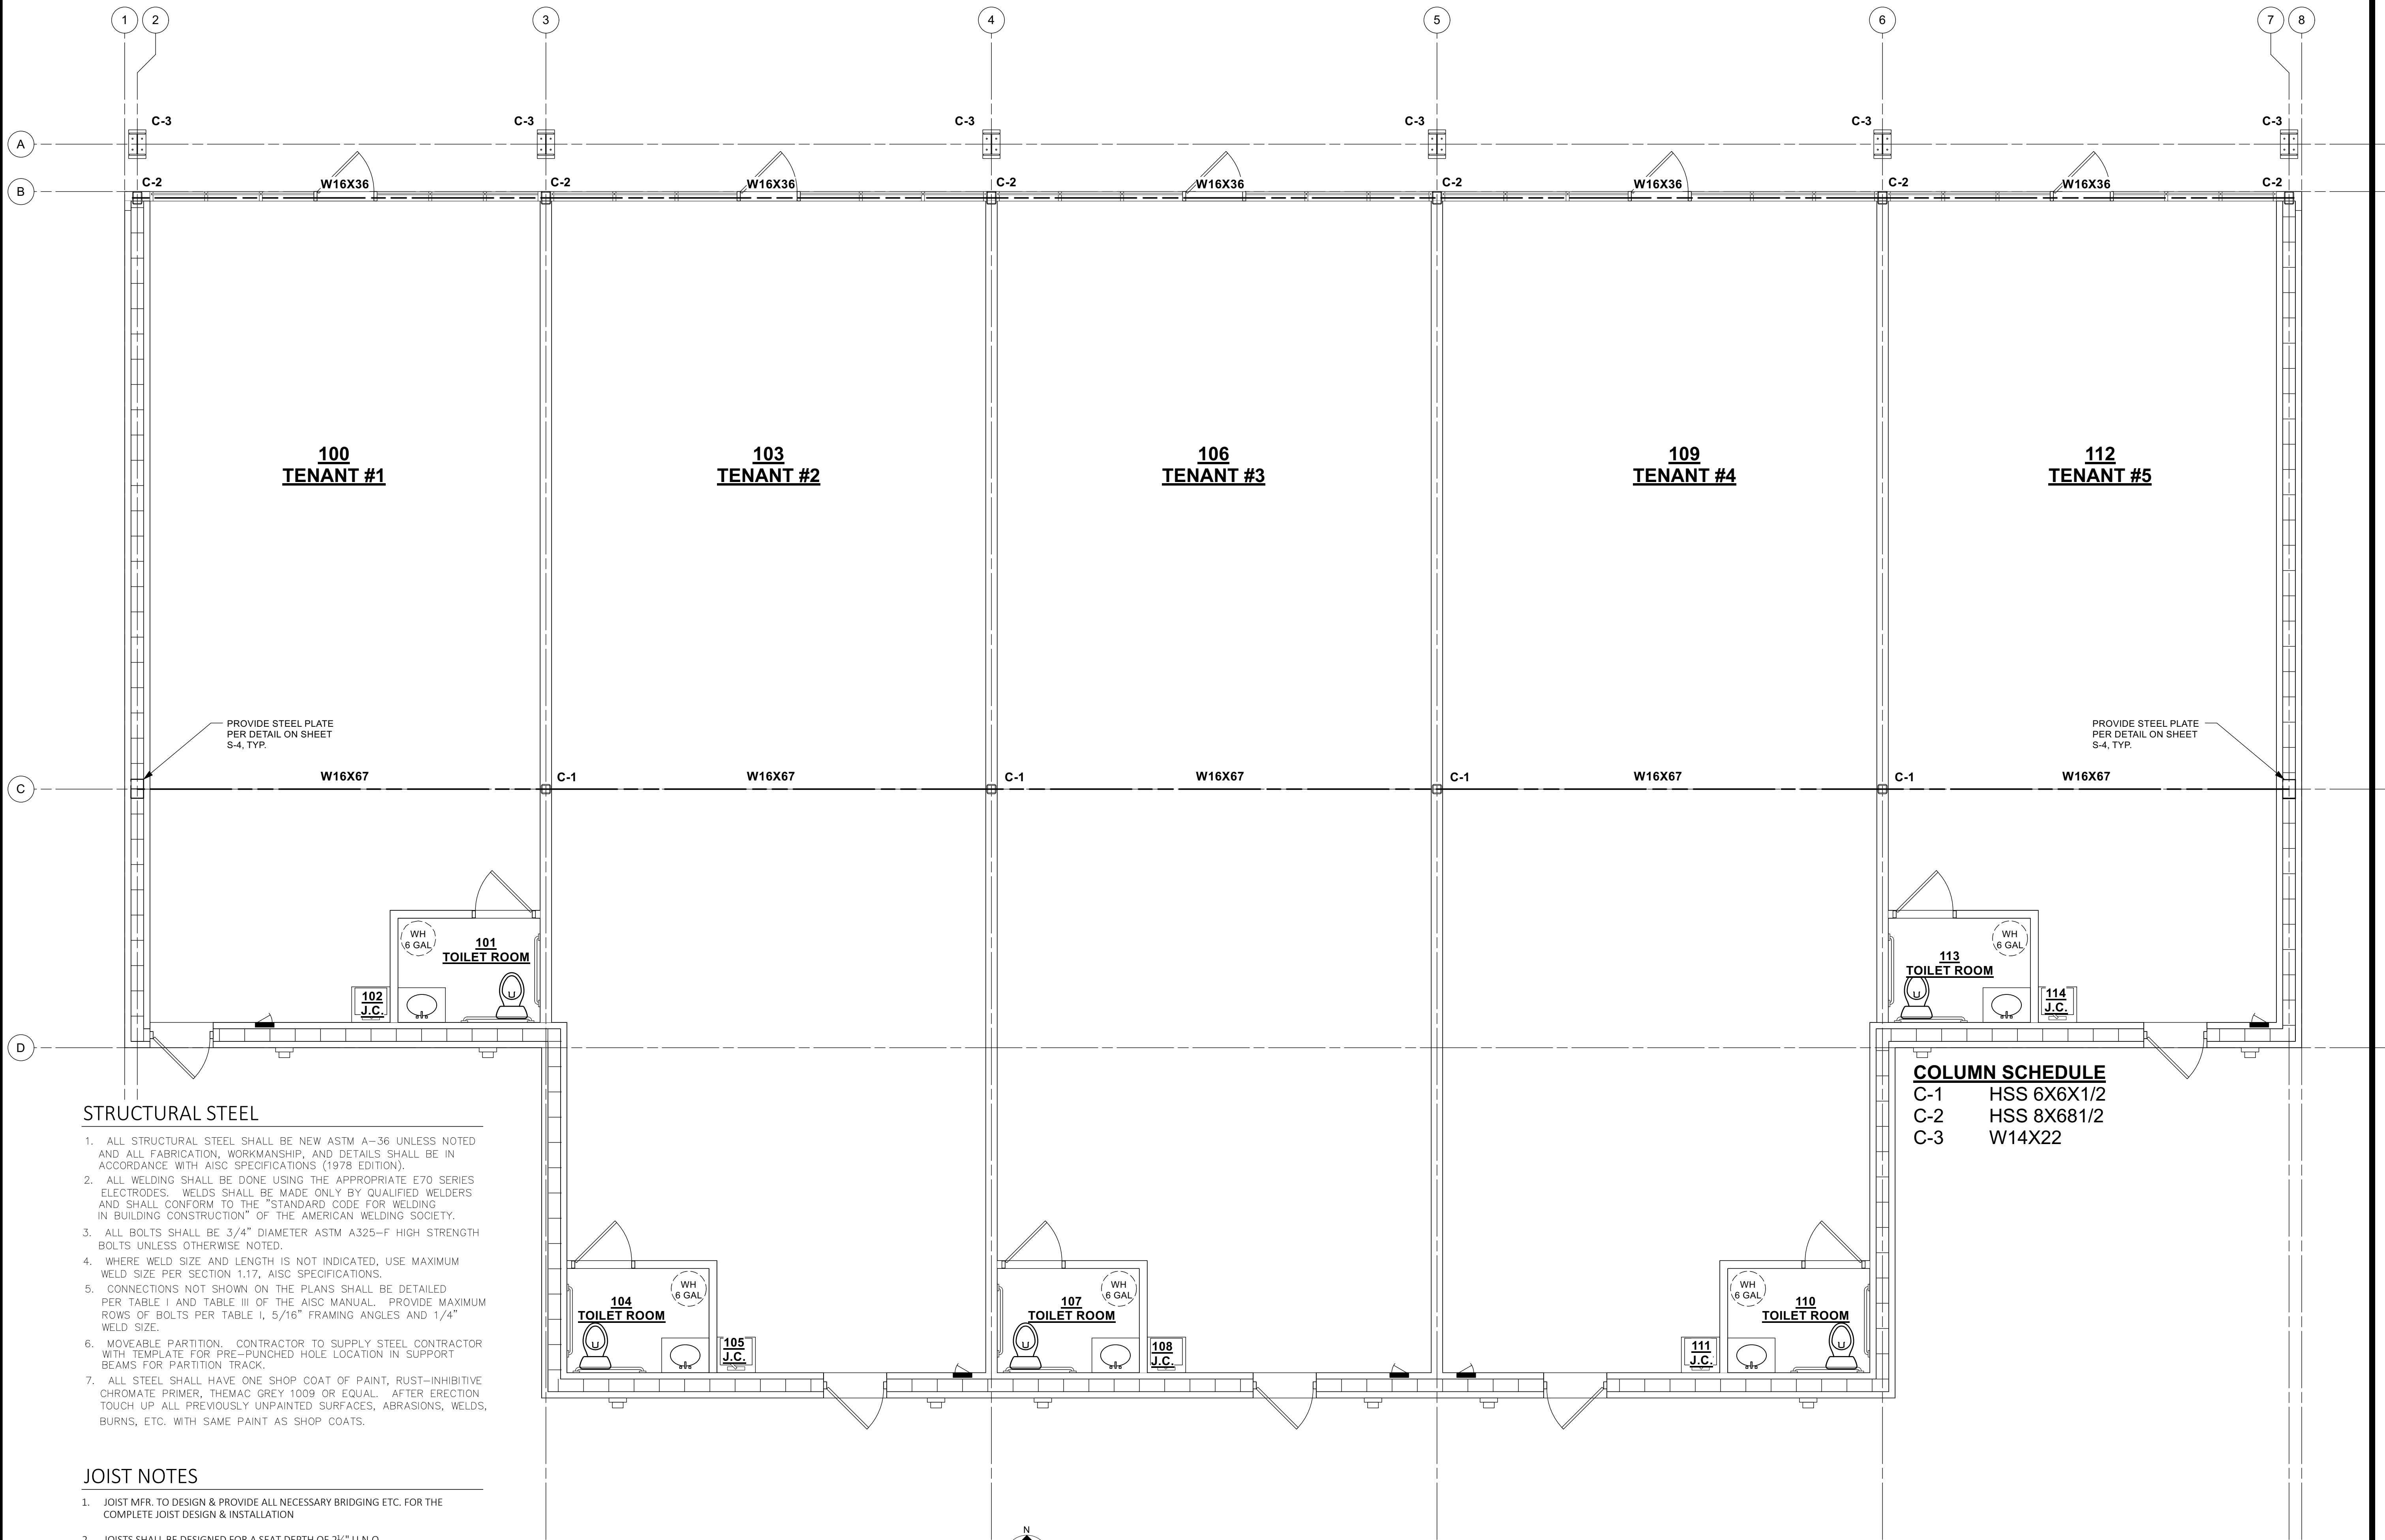 1 2 3 4 5 6 7 8
C-3 C-3 C-3 C-3 C-3 C-3
A
B
C-2 W16X36 C-2 W16X36 C-2 W16X36 C-2 W16X36 C-2 W16X36 C-2
100 103 106 109 112
TENANT #1 TENANT #2 TENANT #3 TENANT #4 TENANT #5
PROVIDE STEEL PLATE
PER DETAIL ON SHEET
S-4, TYP.
PROVIDE STEEL PLATE
PER DETAIL ON SHEET
S-4, TYP.
W16X67 C-1 W16X67 C-1 W16X67 C-1 W16X67 C-1 W16X67
C
WH
6 GAL
101
TOILET ROOM
102
J.C.
WH
6 GAL
113
TOILET ROOM
114
J.C.
D
COLUMN SCHEDULE
C-1 HSS 6X6X1/2
C-2 HSS 8X681/2
C-3 W14X22
STRUCTURAL STEEL
1. ALL STRUCTURAL STEEL SHALL BE NEW ASTM A-36 UNLESS NOTED
AND ALL FABRICATION, WORKMANSHIP, AND DETAILS SHALL BE IN
ACCORDANCE WITH AISC SPECIFICATIONS (1978 EDITION).
2. ALL WELDING SHALL BE DONE USING THE APPROPRIATE E70 SERIES
ELECTRODES. WELDS SHALL BE MADE ONLY BY QUALIFIED WELDERS
AND SHALL CONFORM TO THE "STANDARD CODE FOR WELDING
IN BUILDING CONSTRUCTION" OF THE AMERICAN WELDING SOCIETY.
3. ALL BOLTS SHALL BE 3/4" DIAMETER ASTM A325-F HIGH STRENGTH
BOLTS UNLESS OTHERWISE NOTED.
4. WHERE WELD SIZE AND LENGTH IS NOT INDICATED, USE MAXIMUM
WELD SIZE PER SECTION 1.17, AISC SPECIFICATIONS.
5. CONNECTIONS NOT SHOWN ON THE PLANS SHALL BE DETAILED
PER TABLE I AND TABLE III OF THE AISC MANUAL. PROVIDE MAXIMUM
ROWS OF BOLTS PER TABLE I, 5/16" FRAMING ANGLES AND 1/4"
WELD SIZE.
6. MOVEABLE PARTITION. CONTRACTOR TO SUPPLY STEEL CONTRACTOR
WITH TEMPLATE FOR PRE-PUNCHED HOLE LOCATION IN SUPPORT
BEAMS FOR PARTITION TRACK.
7. ALL STEEL SHALL HAVE ONE SHOP COAT OF PAINT, RUST-INHIBITIVE
CHROMATE PRIMER, THEMAC GREY 1009 OR EQUAL. AFTER ERECTION
TOUCH UP ALL PREVIOUSLY UNPAINTED SURFACES, ABRASIONS, WELDS,
BURNS, ETC. WITH SAME PAINT AS SHOP COATS.
104
TOILET ROOM
WH
6 GAL
105
J.C.
107
TOILET ROOM
WH
6 GAL
108
J.C.
111
J.C.
WH
6 GAL
110
TOILET ROOM
JOIST NOTES
1. JOIST MFR. TO DESIGN & PROVIDE ALL NECESSARY BRIDGING ETC. FOR THE
COMPLETE JOIST DESIGN & INSTALLATION
2. JOISTS SHALL BE DESIGNED FOR A SEAT DEPTH OF 2½" U.N.O.
N